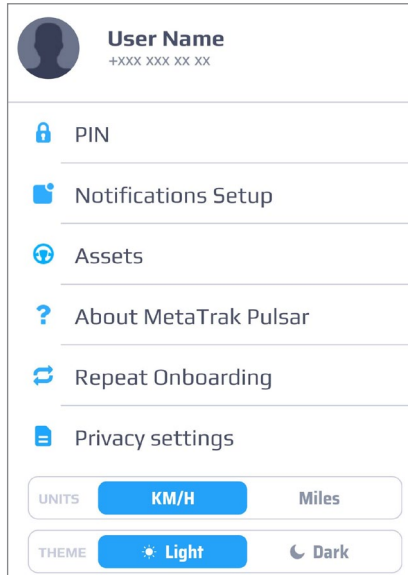 User Name
+xxx xxx xx xx
PIN
Notifications Setup
Assets
About MetaTrak Pulsar
Repeat Onboarding
Privacy settings
UNITS KM/H Miles
THEME Light Dark